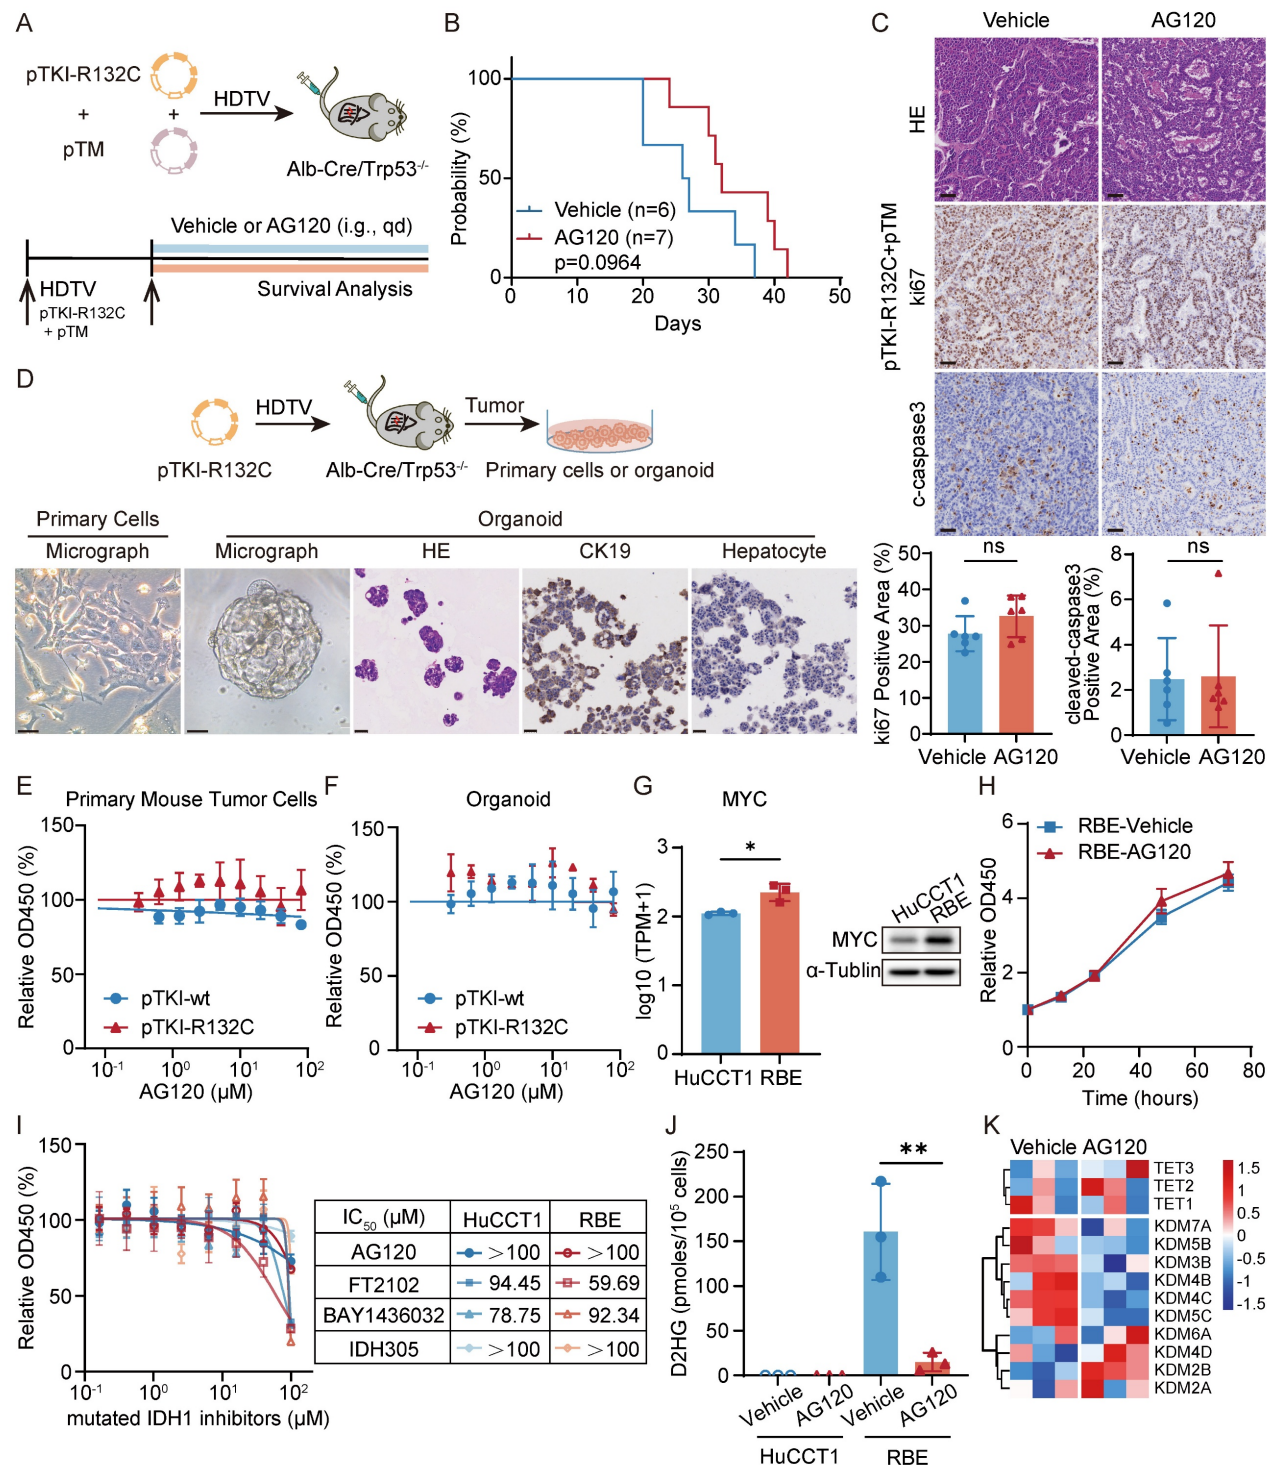 A
pTKI-R132C
+
+
pTM
HDTV
Alb-Cre/Trp53-/-
Vehicle or AG120 (i.g., qd)
HDTV
pTKI-R132C
+ pTM
Survival Analysis
B
Probability (%)
100
50
0
Vehicle (n=6)
AG120 (n=7)
p=0.0964
0 10 20 30 40 50
Days
C
Vehicle AG120
pTKI-R132C+pTM
HE
ki67
c-caspase3
ki67 Positive Area (%)
50
40
30
20
10
0
ns
Vehicle AG120
cleaved-caspase3
Positive Area (%)
8
6
4
2
0
ns
Vehicle AG120
D
pTKI-R132C
HDTV
Alb-Cre/Trp53-/-
Tumor
Primary cells or organoid
Primary Cells
Organoid
Micrograph
Micrograph
HE
CK19
Hepatocyte
E
Primary Mouse Tumor Cells
Relative OD450 (%)
150
100
50
0
pTKI-wt
pTKI-R132C
10-1 100 101 102
AG120 (μM)
F
Organoid
Relative OD450 (%)
150
100
50
0
pTKI-wt
pTKI-R132C
10-1 100 101 102
AG120 (μM)
G
MYC
log10 (TPM+1)
3
2
1
0
*
HuCCT1 RBE
HuCCT1
RBE
MYC
α-Tublin
H
Relative OD450
6
4
2
0
RBE-Vehicle
RBE-AG120
0 20 40 60 80
Time (hours)
I
Relative OD450 (%)
150
100
50
0
10-1 100 101 102
mutated IDH1 inhibitors (μM)
IC50 (μM) HuCCT1 RBE
AG120 >100 >100
FT2102 94.45 59.69
BAY1436032 78.75 92.34
IDH305 >100 >100
J
D2HG (pmoles/105 cells)
250
200
150
100
50
0
**
Vehicle AG120 Vehicle AG120
HuCCT1 RBE
K
Vehicle AG120
TET3
TET2
TET1
KDM7A
KDM5B
KDM3B
KDM4B
KDM4C
KDM5C
KDM6A
KDM4D
KDM2B
KDM2A
1.5
1
0.5
0
-0.5
-1
-1.5